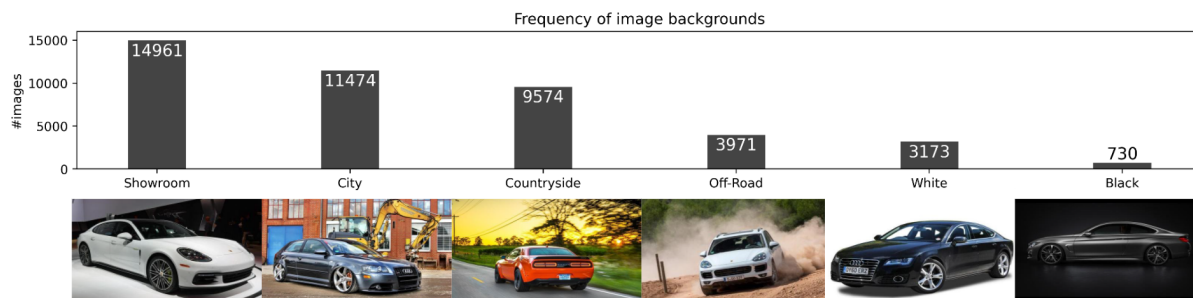 Frequency of image backgrounds
15000
10000
5000
0
#images
14961
11474
9574
3971
3173
730
Showroom
City
Countryside
Off-Road
White
Black